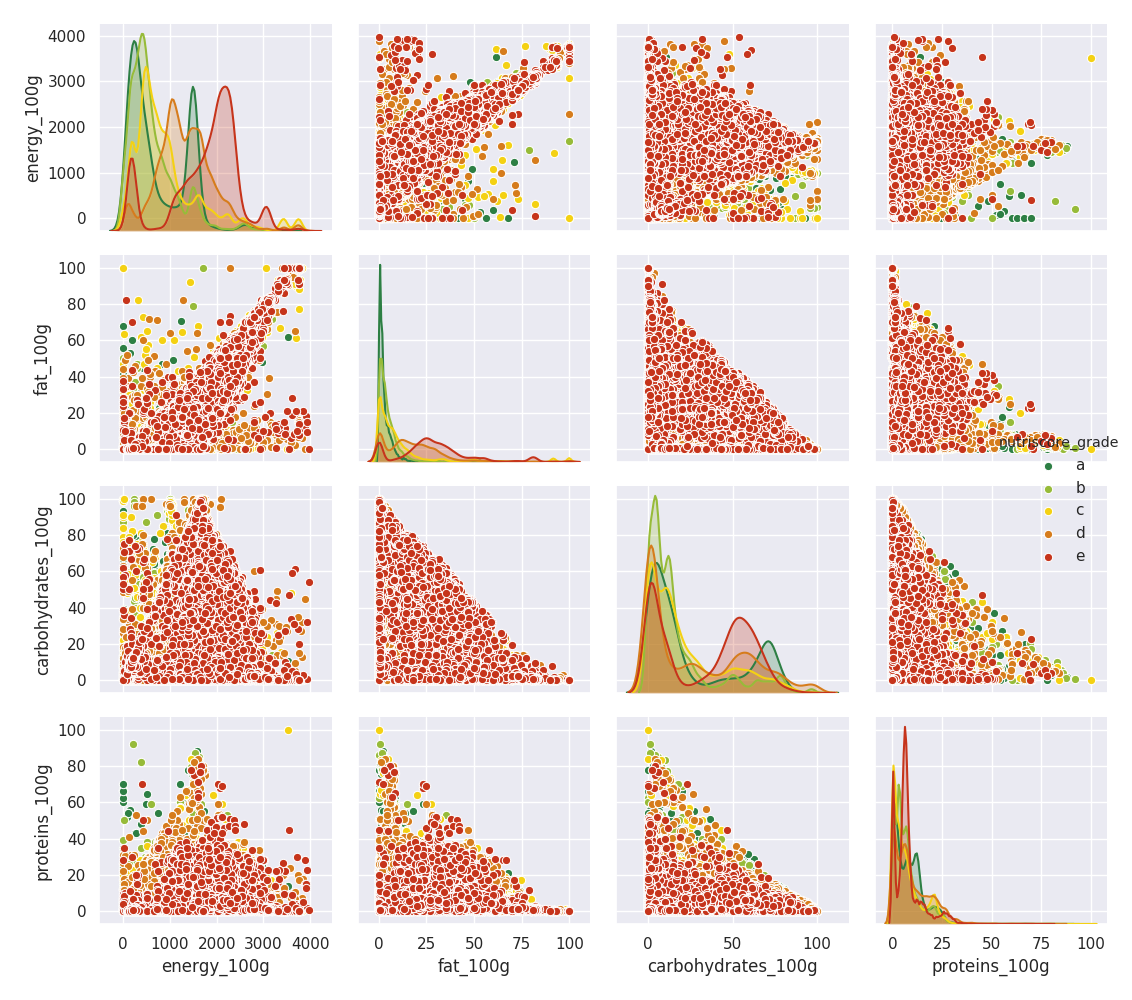 energy_100g
4000
3000
2000
1000
0
fat_100g
100
80
60
40
20
0
nutriscore_grade
a
b
c
d
e
carbohydrates_100g
100
80
60
40
20
0
proteins_100g
100
80
60
40
20
0
0 1000 2000 3000 4000
0 25 50 75 100
0 50 100
0 25 50 75 100
energy_100g fat_100g carbohydrates_100g proteins_100g